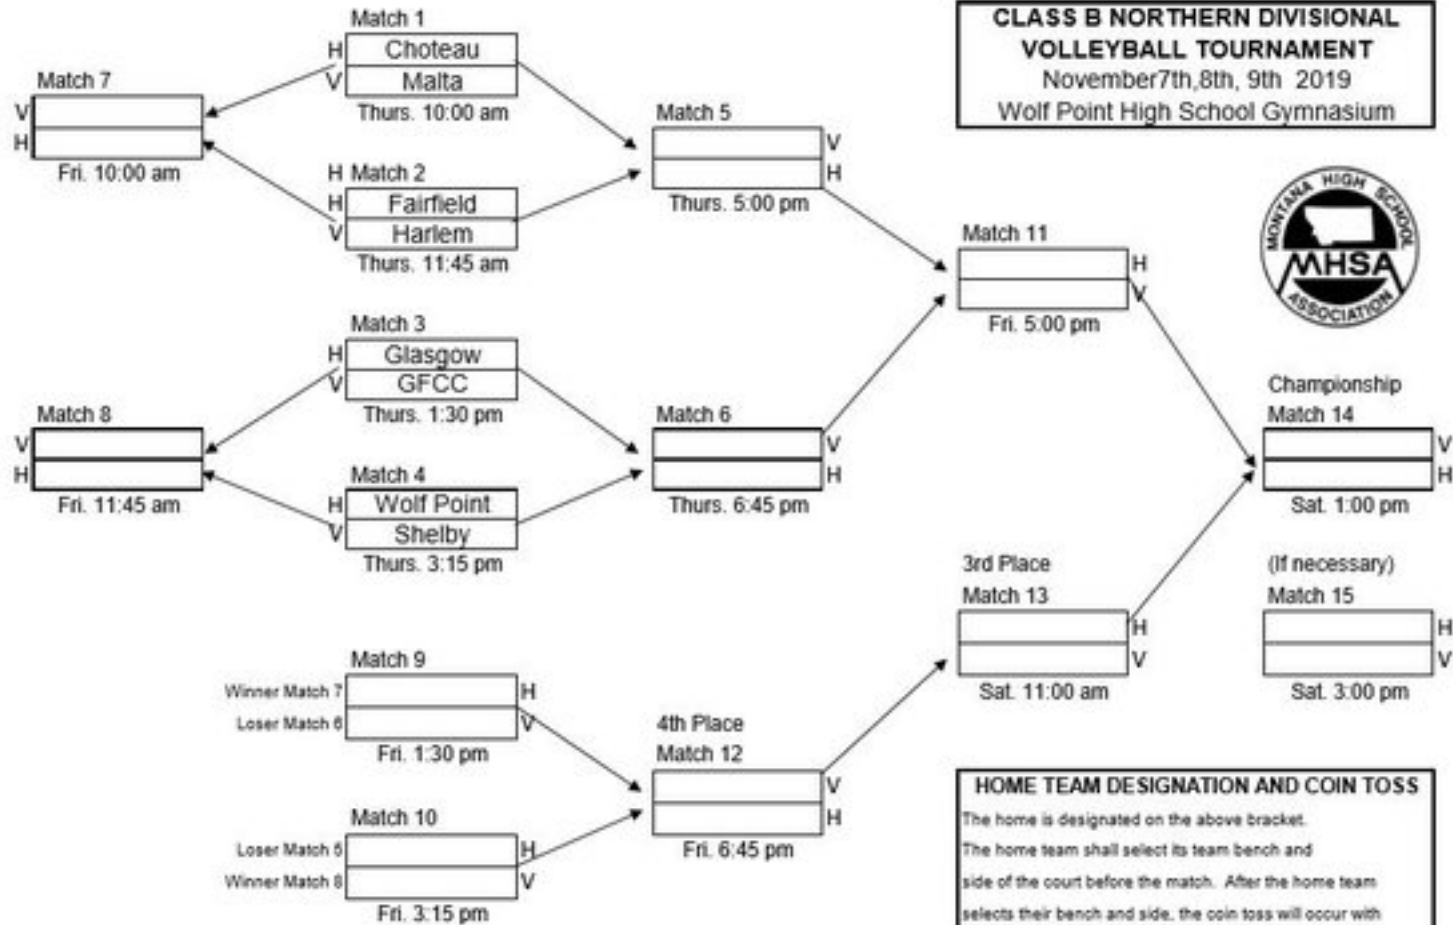 CLASS B NORTHERN DIVISIONAL
VOLLEYBALL TOURNAMENT
November7th,8th, 9th 2019
Wolf Point High School Gymnasium
MONTANA HIGH SCHOOL
MHSA
ASSOCIATION
Match 1
H Choteau
V Malta
Thurs. 10:00 am
Match 7
V
H
Fri. 10:00 am
H Match 2
H Fairfield
V Harlem
Thurs. 11:45 am
Match 5
V
H
Thurs. 5:00 pm
Match 3
H Glasgow
V GFCC
Thurs. 1:30 pm
Match 8
V
H
Fri. 11:45 am
Match 4
H Wolf Point
V Shelby
Thurs. 3:15 pm
Match 6
V
H
Thurs. 6:45 pm
Match 11
H
V
Fri. 5:00 pm
Championship
Match 14
V
H
Sat. 1:00 pm
3rd Place
Match 13
H
V
Sat. 11:00 am
(If necessary)
Match 15
H
V
Sat. 3:00 pm
Match 9
Winner Match 7 H
Loser Match 6 V
Fri. 1:30 pm
4th Place
Match 12
V
H
Fri. 6:45 pm
Match 10
Loser Match 5 H
Winner Match 8 V
Fri. 3:15 pm
HOME TEAM DESIGNATION AND COIN TOSS
The home is designated on the above bracket.
The home team shall select its team bench and
side of the court before the match. After the home team
selects their bench and side, the coin toss will occur with